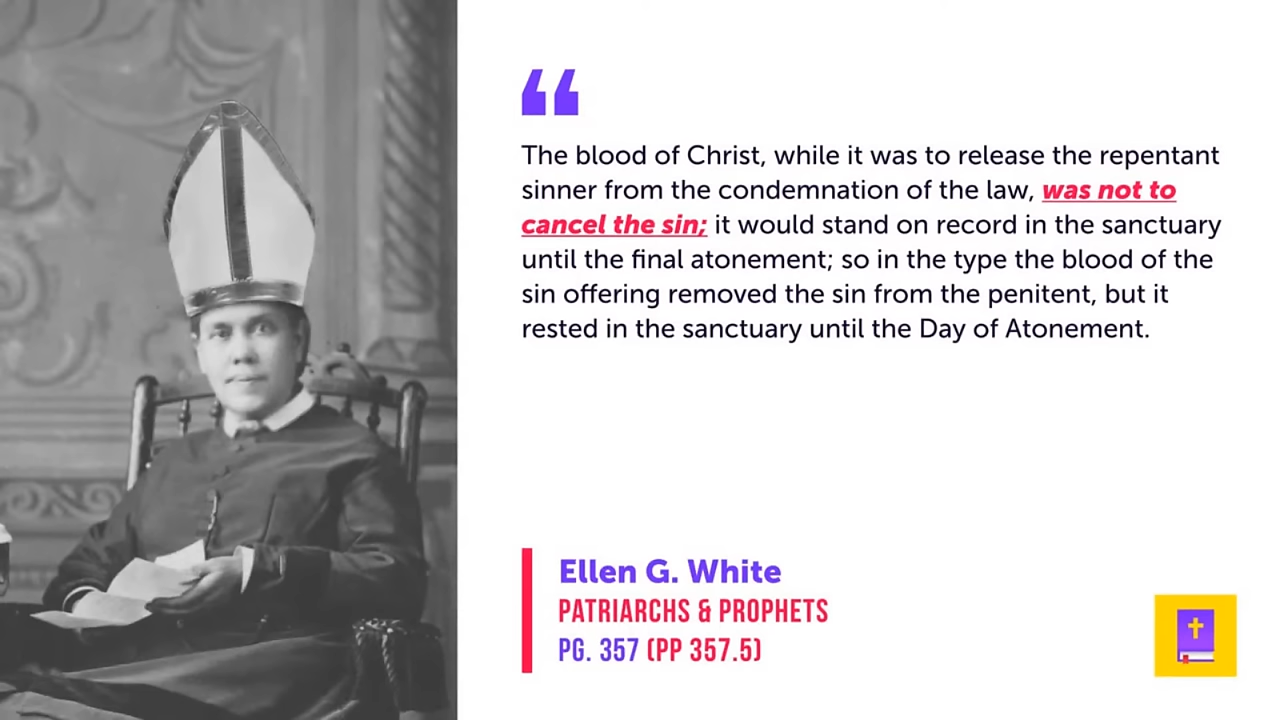 “
The blood of Christ, while it was to release the repentant
sinner from the condemnation of the law, was not to
cancel the sin; it would stand on record in the sanctuary
until the final atonement; so in the type the blood of the
sin offering removed the sin from the penitent, but it
rested in the sanctuary until the Day of Atonement.
Ellen G. White
PATRIARCHS & PROPHETS
PG. 357 (PP 357.5)